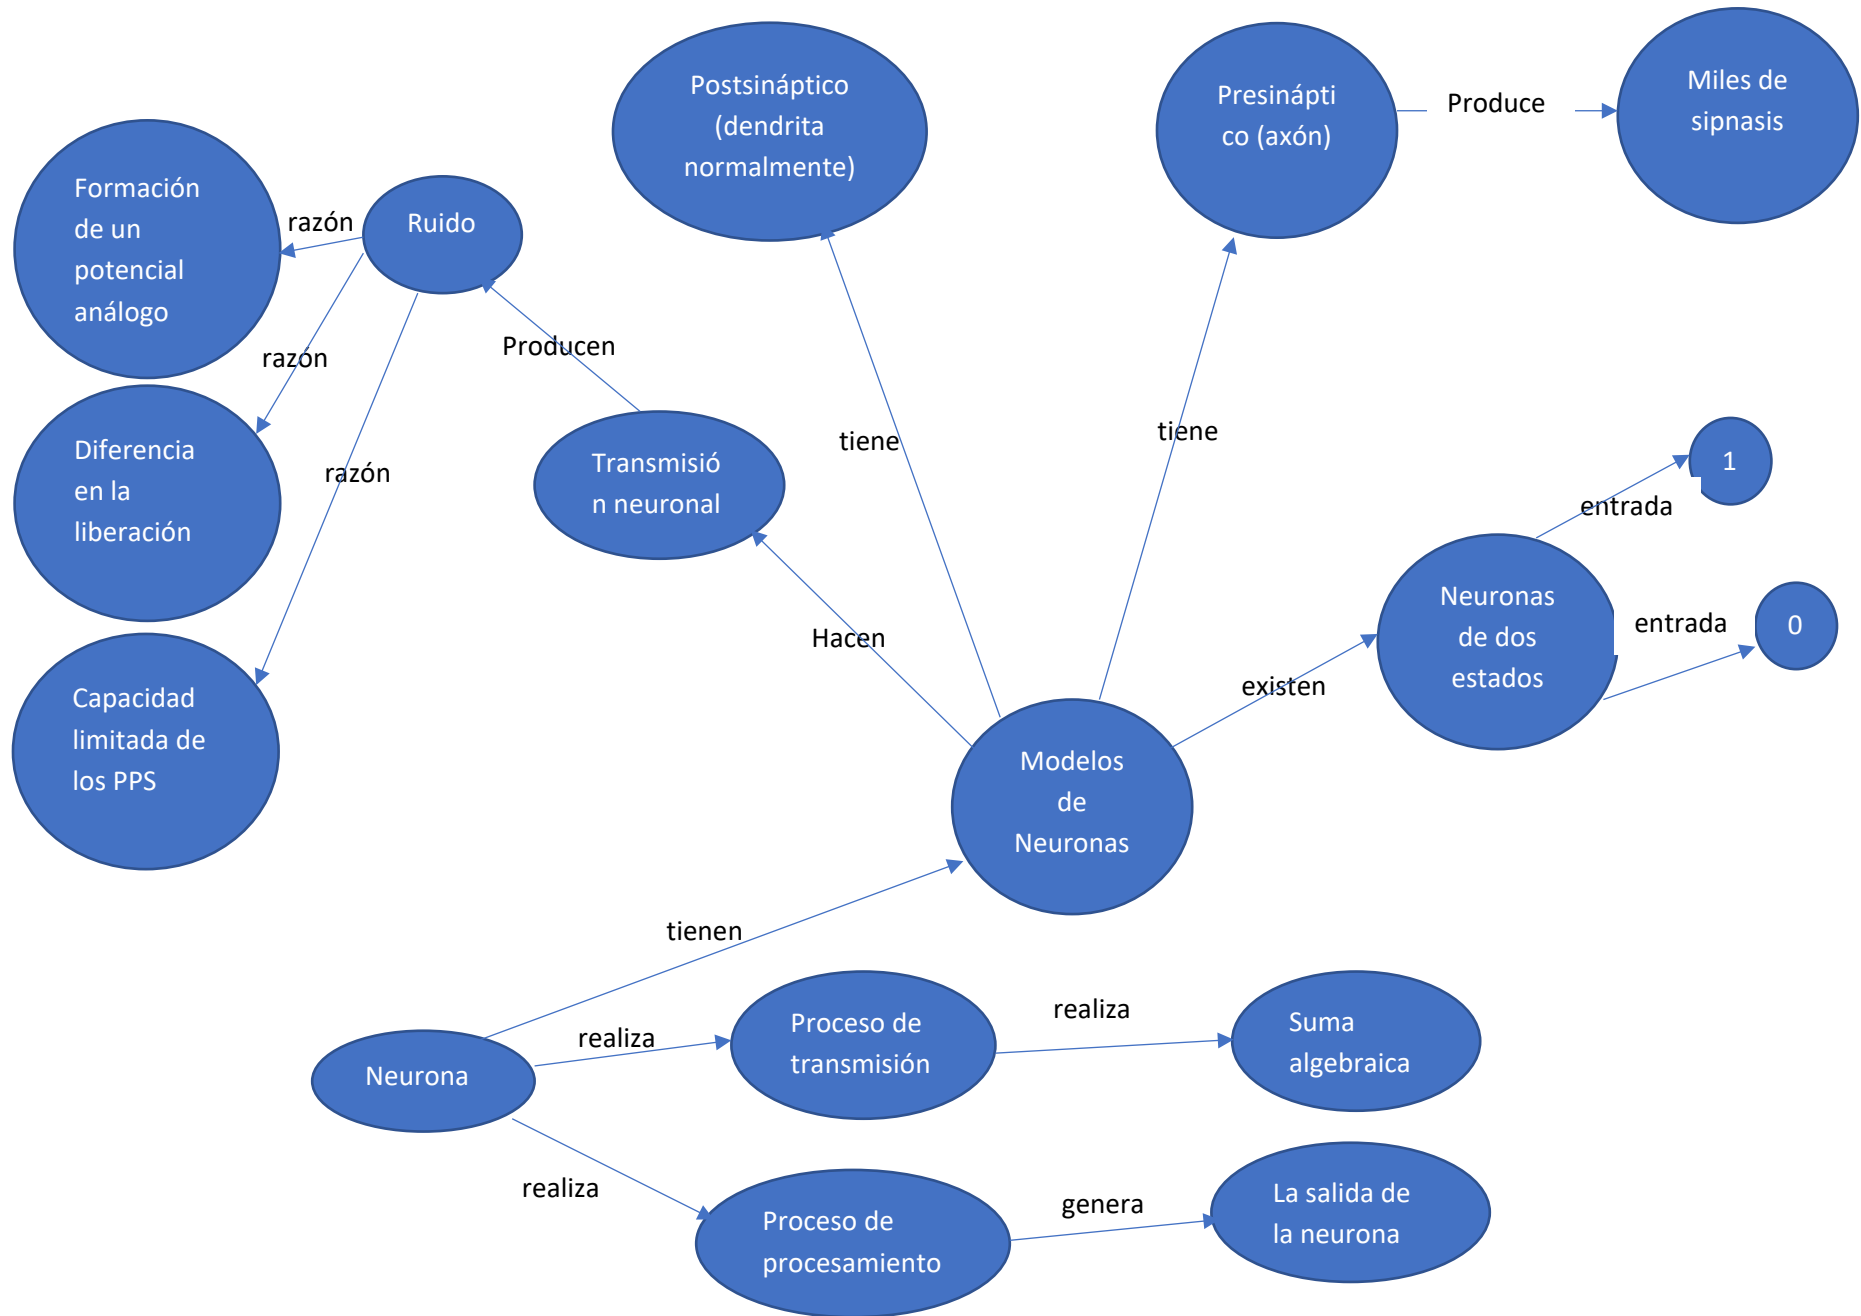 Postsináptico
(dendrita
normalmente)
Presinápti
co (axón)
Produce
Miles de
sipnasis
Formación
de un
potencial
análogo
razón
Ruido
razón
Producen
Diferencia
en la
liberación
razón
Transmisió
n neuronal
tiene
tiene
1
entrada
Neuronas
de dos
estados
entrada
0
Hacen
existen
Capacidad
limitada de
los PPS
Modelos
de
Neuronas
tienen
Neurona
realiza
Proceso de
transmisión
realiza
Suma
algebraica
realiza
Proceso de
procesamiento
genera
La salida de
la neurona